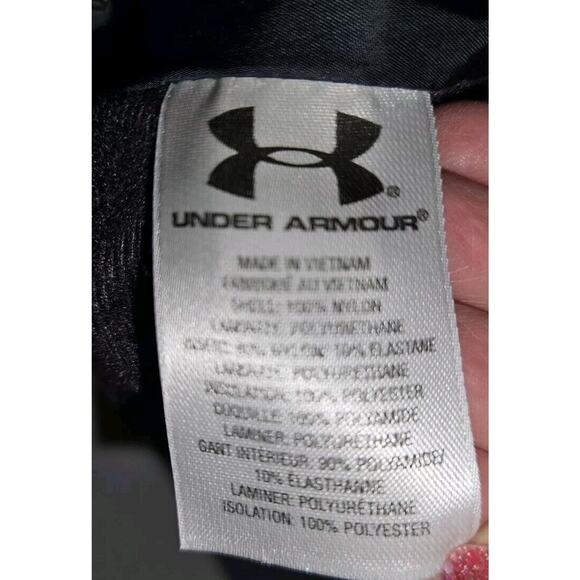 ®
UNDER ARMOUR®
MADE IN VIETNAM
FABRIQUÉ AU VIETNAM
SHELL: 100% NYLON
LAMINATE: POLYURETHANE
90% NYLON 10% ELASTANE
LAMINATE: POLYURETHANE
INSULATION: 100% POLYESTER
COQUILLE: 100% POLYAMIDE
LAMINER: POLYURÉTHANE
GANT INTÉRIEUR: 90% POLYAMIDE/
10% ÉLASTHANNE
LAMINER: POLYURÉTHANE
ISOLATION: 100% POLYESTER